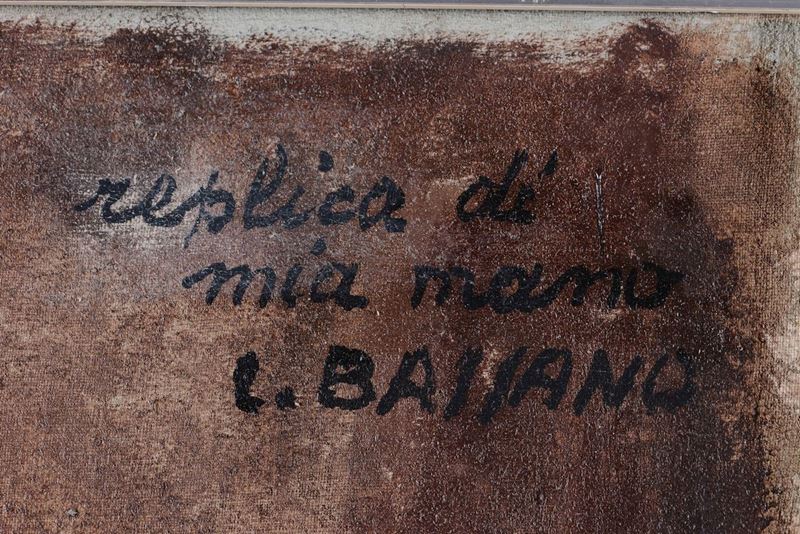 replica di
mia mano
L. BASSANO